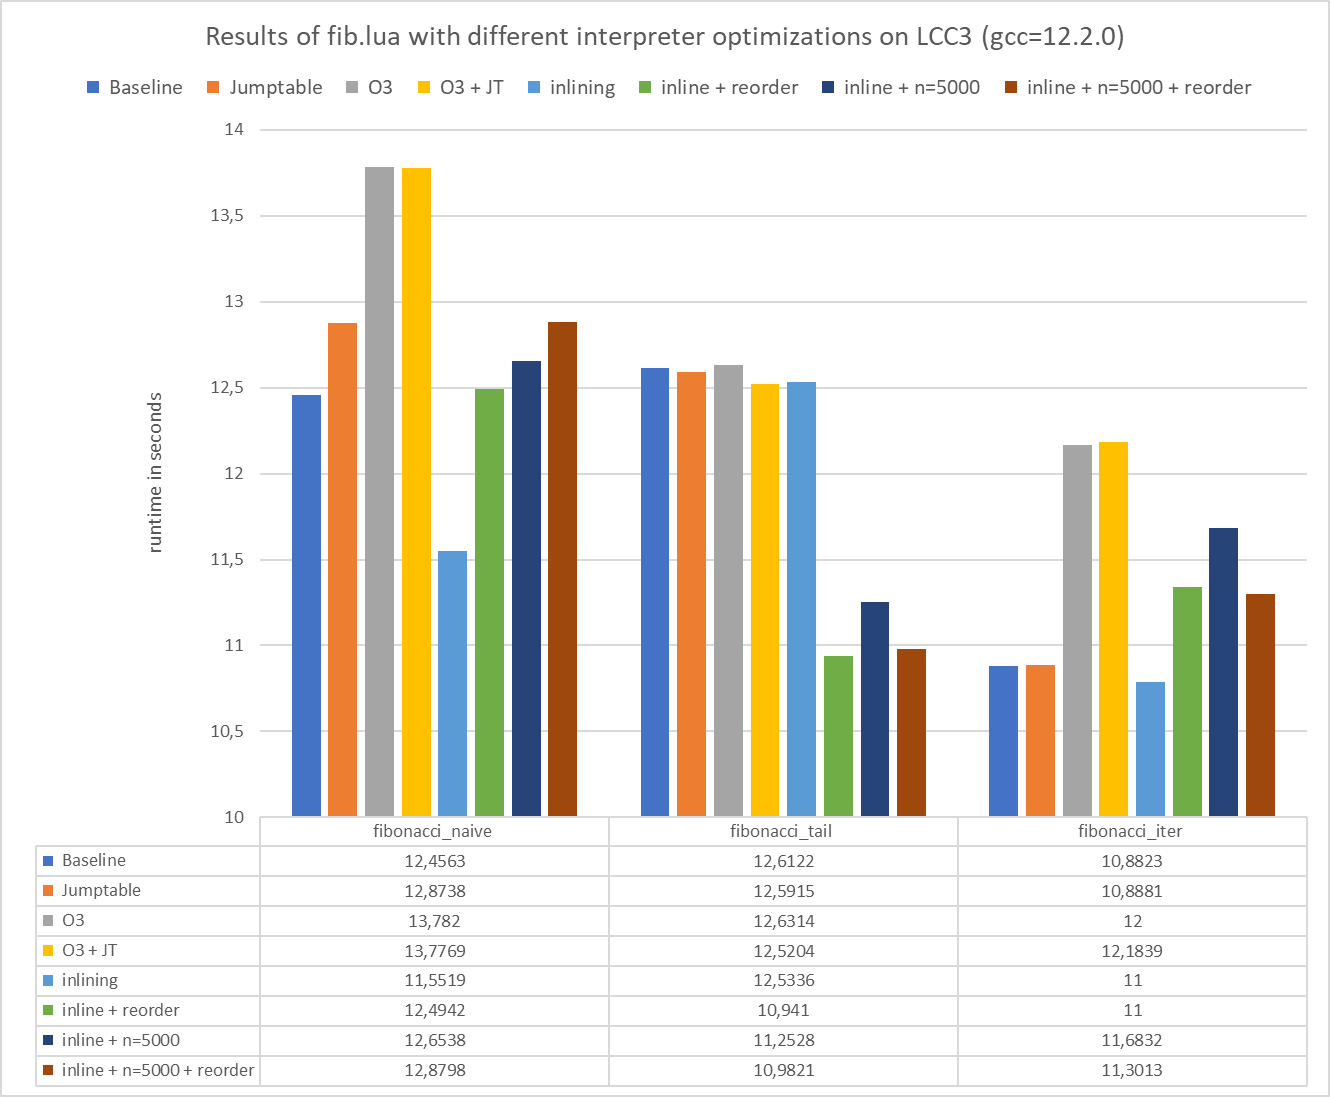 Results of fib.lua with different interpreter optimizations on LCC3 (gcc=12.2.0)
Baseline Jumptable O3 O3 + JT inlining inline + reorder inline + n=5000 inline + n=5000 + reorder
14
13,5
13
12,5
12
11,5
11
10,5
10
runtime in seconds
fibonacci_naive fibonacci_tail fibonacci_iter
Baseline 12,4563 12,6122 10,8823
Jumptable 12,8738 12,5915 10,8881
O3 13,782 12,6314 12
O3 + JT 13,7769 12,5204 12,1839
inlining 11,5519 12,5336 11
inline + reorder 12,4942 10,941 11
inline + n=5000 12,6538 11,2528 11,6832
inline + n=5000 + reorder 12,8798 10,9821 11,3013